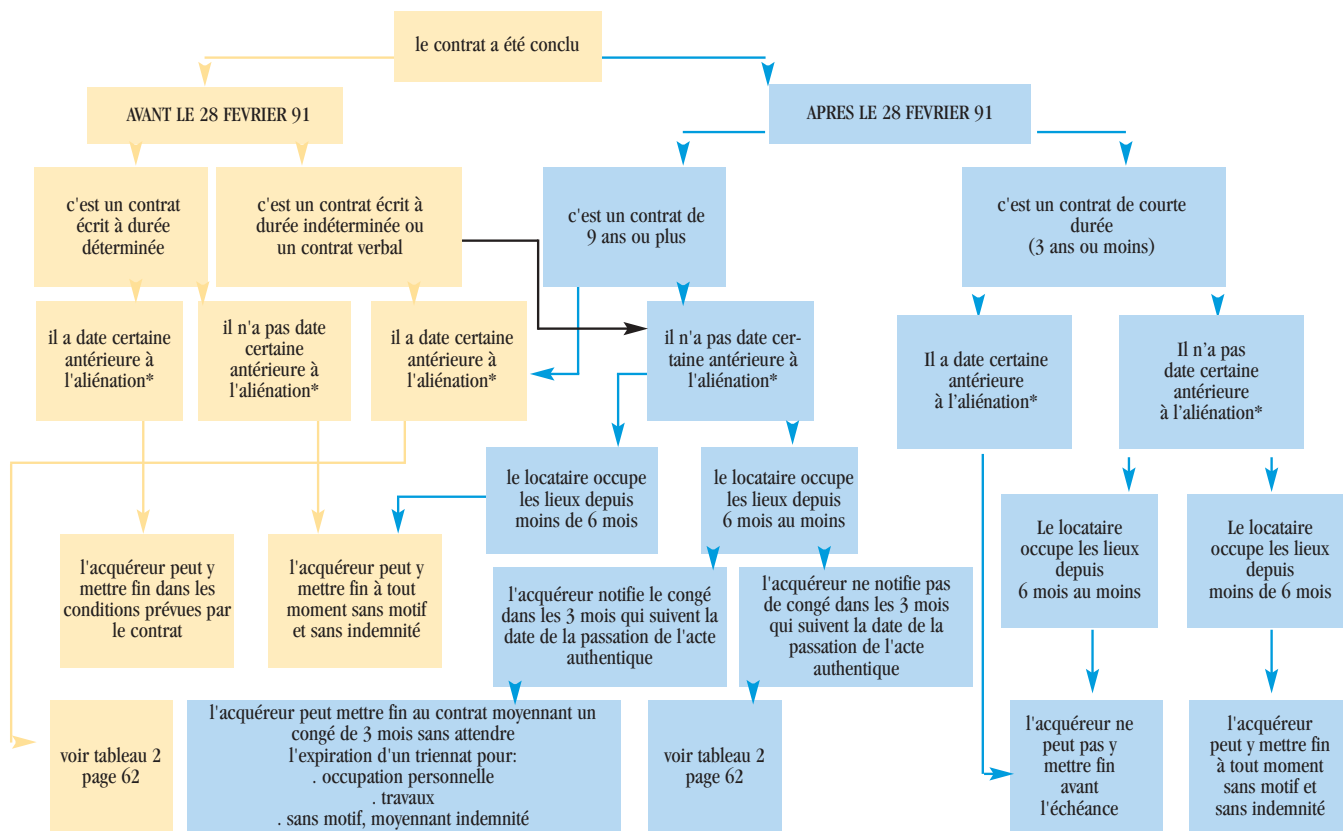 le contrat a été conclu
AVANT LE 28 FEVRIER 91
APRES LE 28 FEVRIER 91
c'est un contrat
écrit à durée
déterminée
c'est un contrat écrit à
durée indéterminée ou
un contrat verbal
c'est un contrat de
9 ans ou plus
c'est un contrat de courte
durée
(3 ans ou moins)
il a date certaine
antérieure à
l'aliénation*
il n'a pas date
certaine
antérieure à
l'aliénation*
il a date certaine
antérieure à
l'aliénation*
il n'a pas date cer-
taine antérieure à
l'aliénation*
Il a date certaine
antérieure
à l'aliénation*
Il n’a pas
date certaine
antérieure
à l’aliénation*
le locataire occupe
les lieux depuis
moins de 6 mois
le locataire occupe
les lieux depuis
6 mois au moins
Le locataire
occupe les lieux
depuis
6 mois au moins
Le locataire
occupe les lieux
depuis
moins de 6 mois
l'acquéreur peut y
mettre fin dans les
conditions prévues par
le contrat
l'acquéreur peut y
mettre fin à tout
moment sans motif
et sans indemnité
l'acquéreur notifie le congé
dans les 3 mois qui suivent la
date de la passation de l'acte
authentique
l'acquéreur ne notifie pas
de congé dans les 3 mois
qui suivent la date de la
passation de l'acte
authentique
voir tableau 2
page 62
l'acquéreur peut mettre fin au contrat moyennant un
congé de 3 mois sans attendre
l'expiration d'un triennat pour:
. occupation personnelle
. travaux
. sans motif, moyennant indemnité
voir tableau 2
page 62
l'acquéreur ne
peut pas y
mettre fin
avant
l'échéance
l'acquéreur
peut y mettre fin
à tout moment
sans motif et
sans indemnité